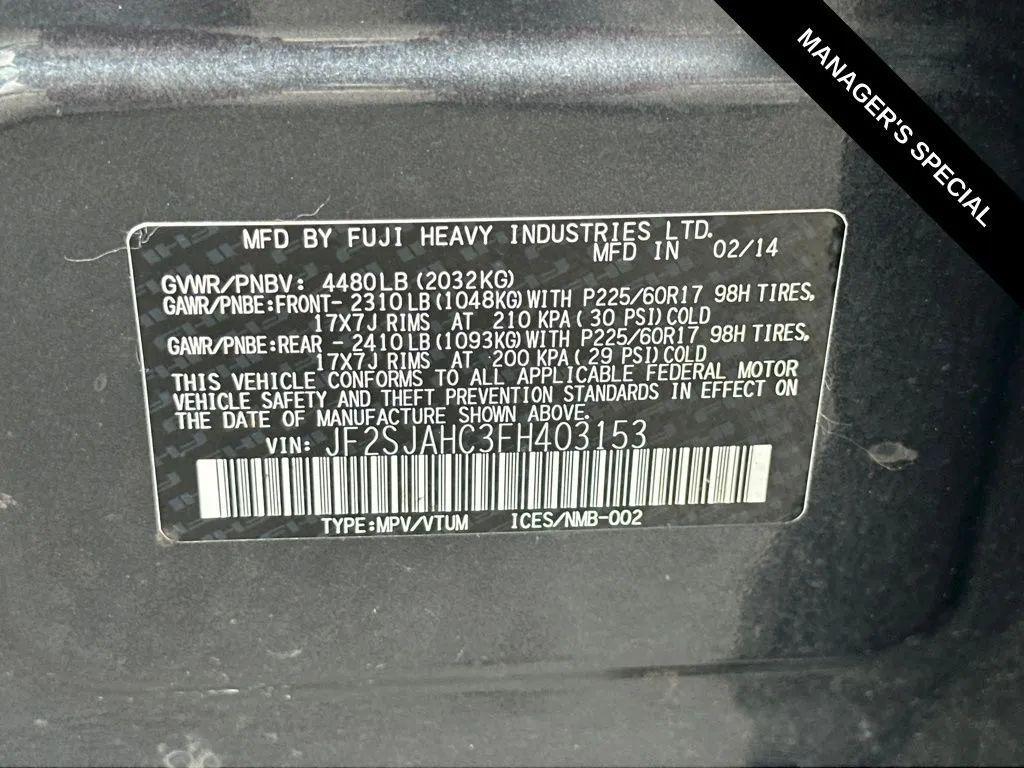 MANAGER'S SPECIAL
MFD BY FUJI HEAVY INDUSTRIES LTD.
MFD IN 02/14
GVWR/PNBV: 4480LB(2032KG)
GAWR/PNBE:FRONT- 2310LB(1048KG)WITH P225/60R17 98H TIRES,
17X7J RIMS AT 210 KPA( 30 PSI)COLD
GAWR/PNBE:REAR - 2410LB(1093KG)WITH P225/60R17 98H TIRES,
17X7J RIMS AT 200 KPA( 29 PSI)COLD
THIS VEHICLE CONFORMS TO ALL APPLICABLE FEDERAL MOTOR
VEHICLE SAFETY AND THEFT PREVENTION STANDARDS IN EFFECT ON
THE DATE OF MANUFACTURE SHOWN ABOVE.
VIN: JF2SJAHC3FH403153
TYPE:MPV/VTUM ICES/NMB-002